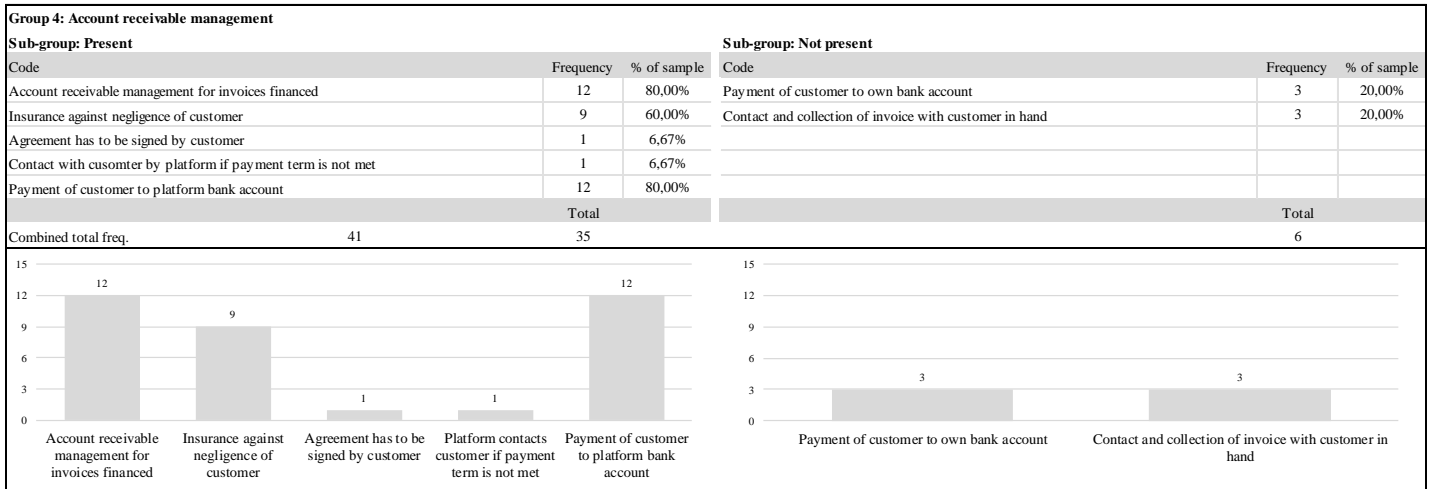 Group 4: Account receivable management
Sub-group: Present Sub-group: Not present
Code Frequency % of sample Code Frequency % of sample
Account receivable management for invoices financed 12 80,00% Payment of customer to own bank account 3 20,00%
Insurance against negligence of customer 9 60,00% Contact and collection of invoice with customer in hand 3 20,00%
Agreement has to be signed by customer 1 6,67%
Contact with cusomter by platform if payment term is not met 1 6,67%
Payment of customer to platform bank account 12 80,00%
Total Total
Combined total freq. 41 35 6
15
12
9
6
3
0
12
9
1
1
12
Account receivable
management for
invoices financed
Insurance against
negligence of
customer
Agreement has to be
signed by customer
Platform contacts
customer if payment
term is not met
Payment of customer
to platform bank
account
15
12
9
6
3
0
3
3
Payment of customer to own bank account
Contact and collection of invoice with customer in
hand